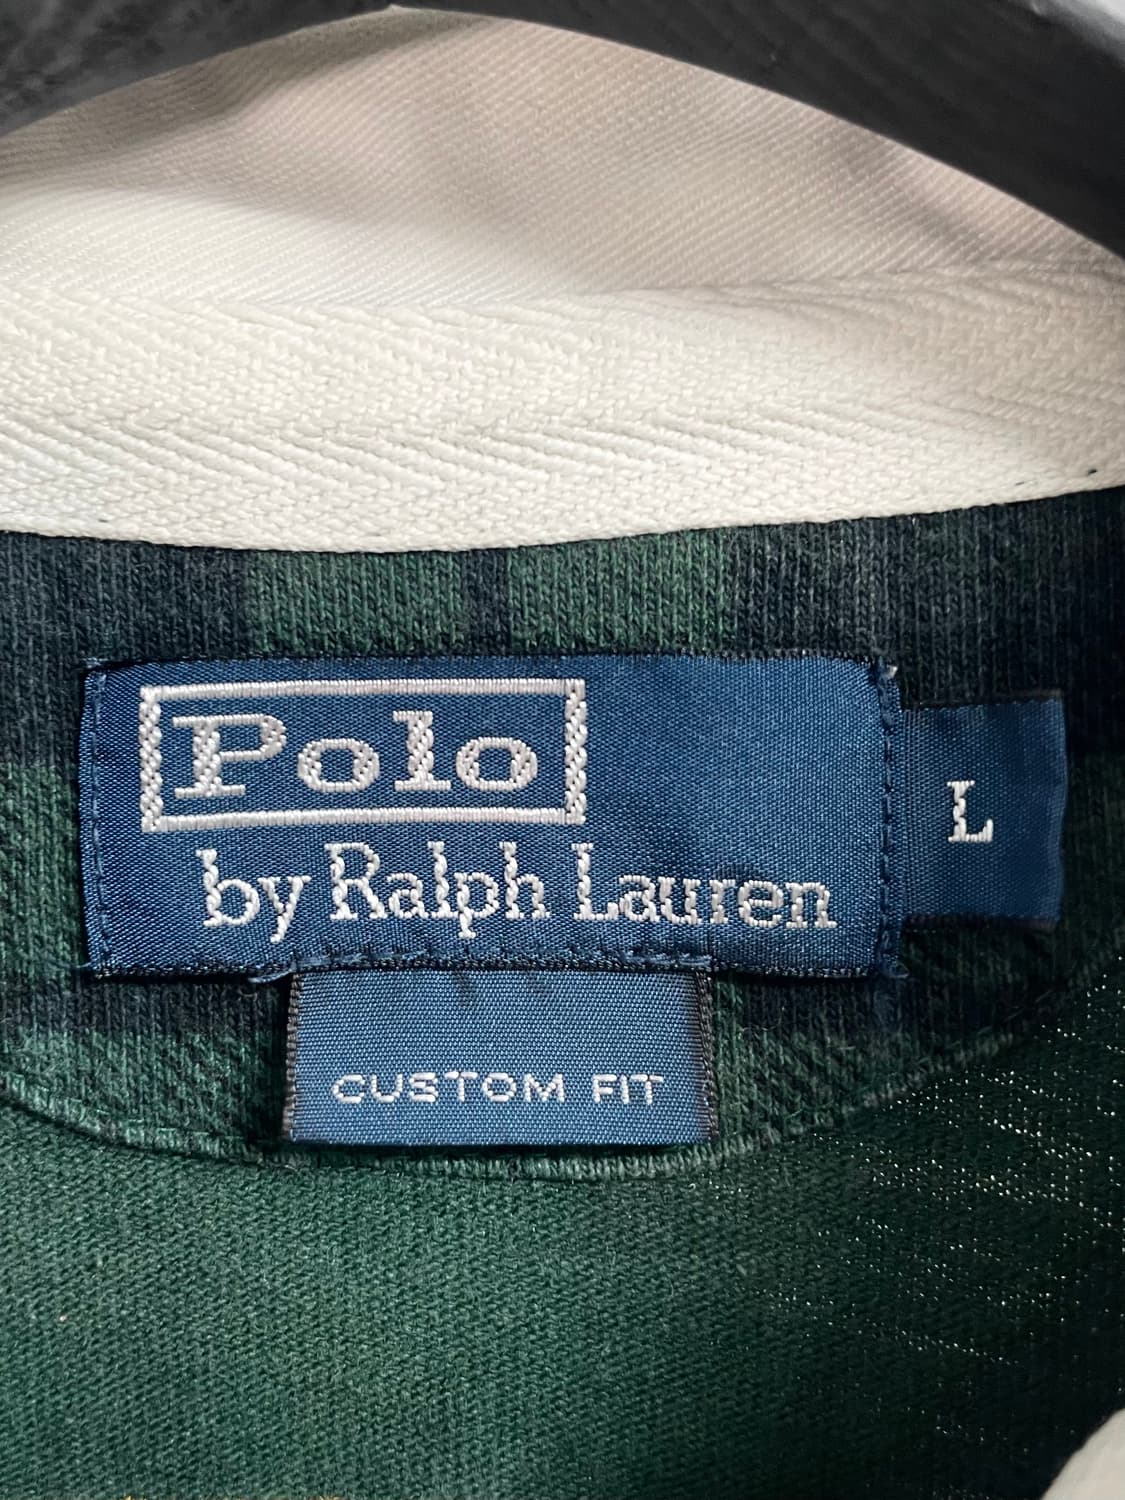 Polo
by Ralph Lauren
L
CUSTOM FIT